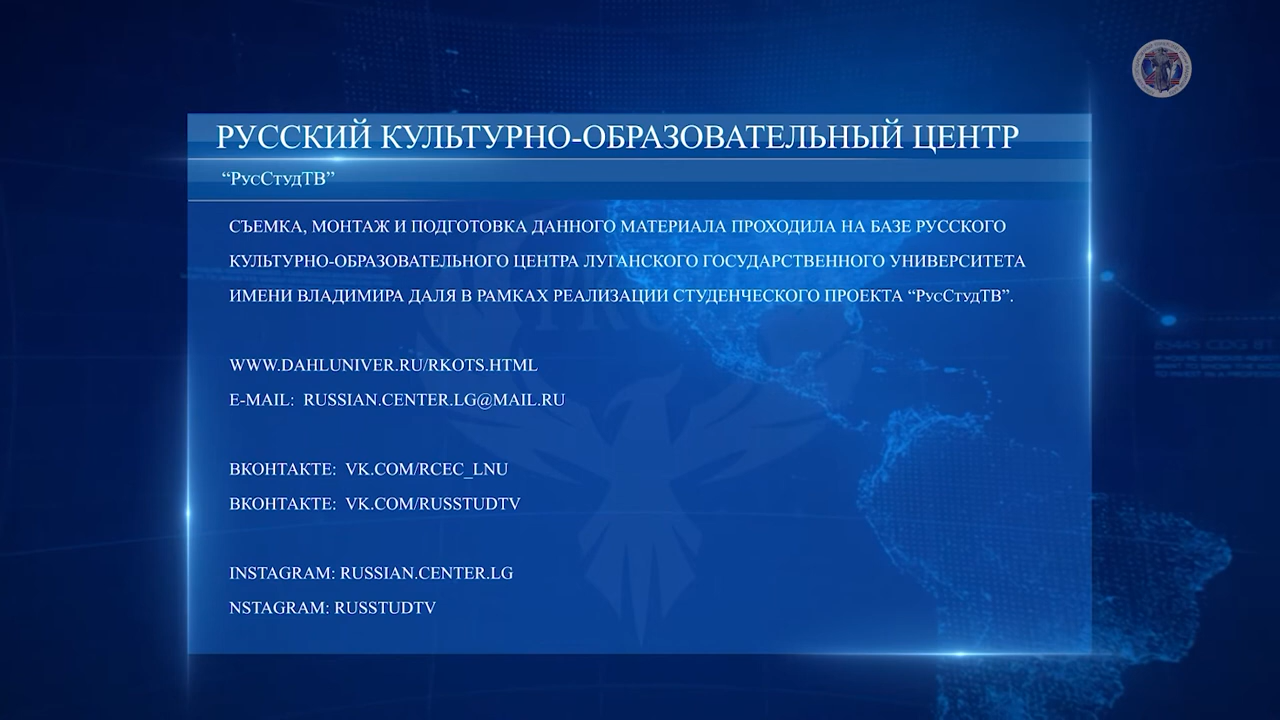 РУССКИЙ КУЛЬТУРНО-ОБРАЗОВАТЕЛЬНЫЙ ЦЕНТР
“РусСтудТВ”
СЪЕМКА, МОНТАЖ И ПОДГОТОВКА ДАННОГО МАТЕРИАЛА ПРОХОДИЛА НА БАЗЕ РУССКОГО
КУЛЬТУРНО-ОБРАЗОВАТЕЛЬНОГО ЦЕНТРА ЛУГАНСКОГО ГОСУДАРСТВЕННОГО УНИВЕРСИТЕТА
ИМЕНИ ВЛАДИМИРА ДАЛЯ В РАМКАХ РЕАЛИЗАЦИИ СТУДЕНЧЕСКОГО ПРОЕКТА “РусСтудТВ”.
WWW.DAHLUNIVER.RU/RKOTS.HTML
E-MAIL: RUSSIAN.CENTER.LG@MAIL.RU
ВКОНТАКТЕ: VK.COM/RCEC_LNU
ВКОНТАКТЕ: VK.COM/RUSSTUDTV
INSTAGRAM: RUSSIAN.CENTER.LG
NSTAGRAM: RUSSTUDTV